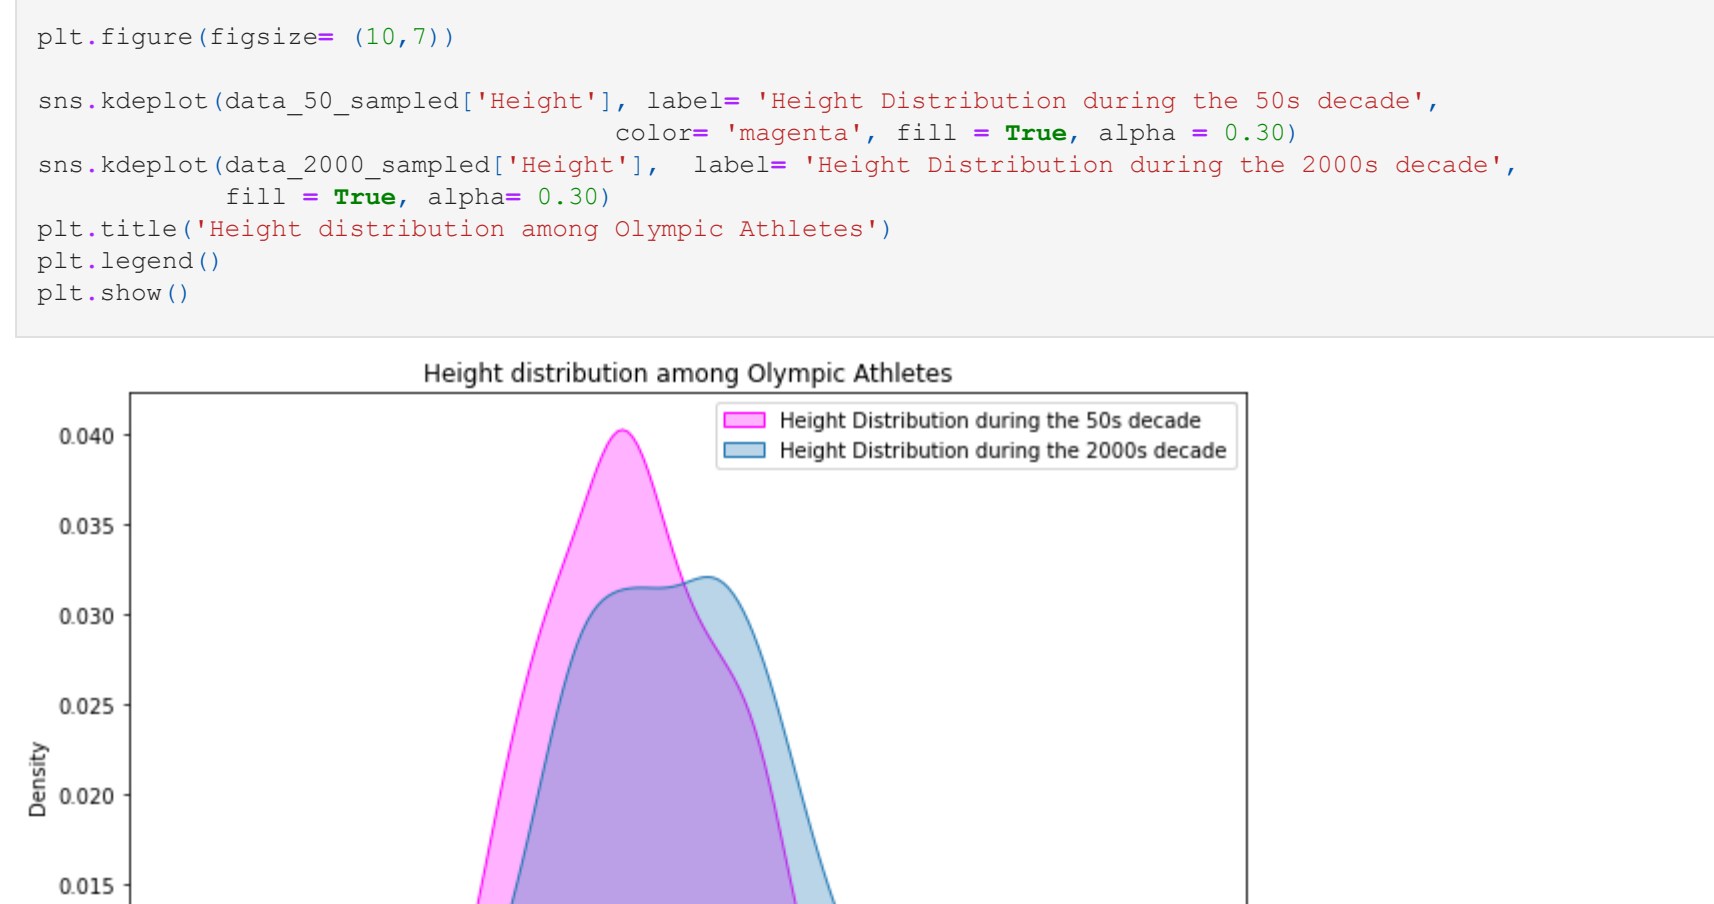 plt.figure(figsize= (10,7))
sns.kdeplot(data_50_sampled['Height'], label= 'Height Distribution during the 50s decade',
color= 'magenta', fill = True, alpha = 0.30)
sns.kdeplot(data_2000_sampled['Height'],  label= 'Height Distribution during the 2000s decade',
fill = True, alpha= 0.30)
plt.title('Height distribution among Olympic Athletes')
plt.legend()
plt.show()
Height distribution among Olympic Athletes
Height Distribution during the 50s decade
Height Distribution during the 2000s decade
0.040
0.035
0.030
0.025
0.020
0.015
Density